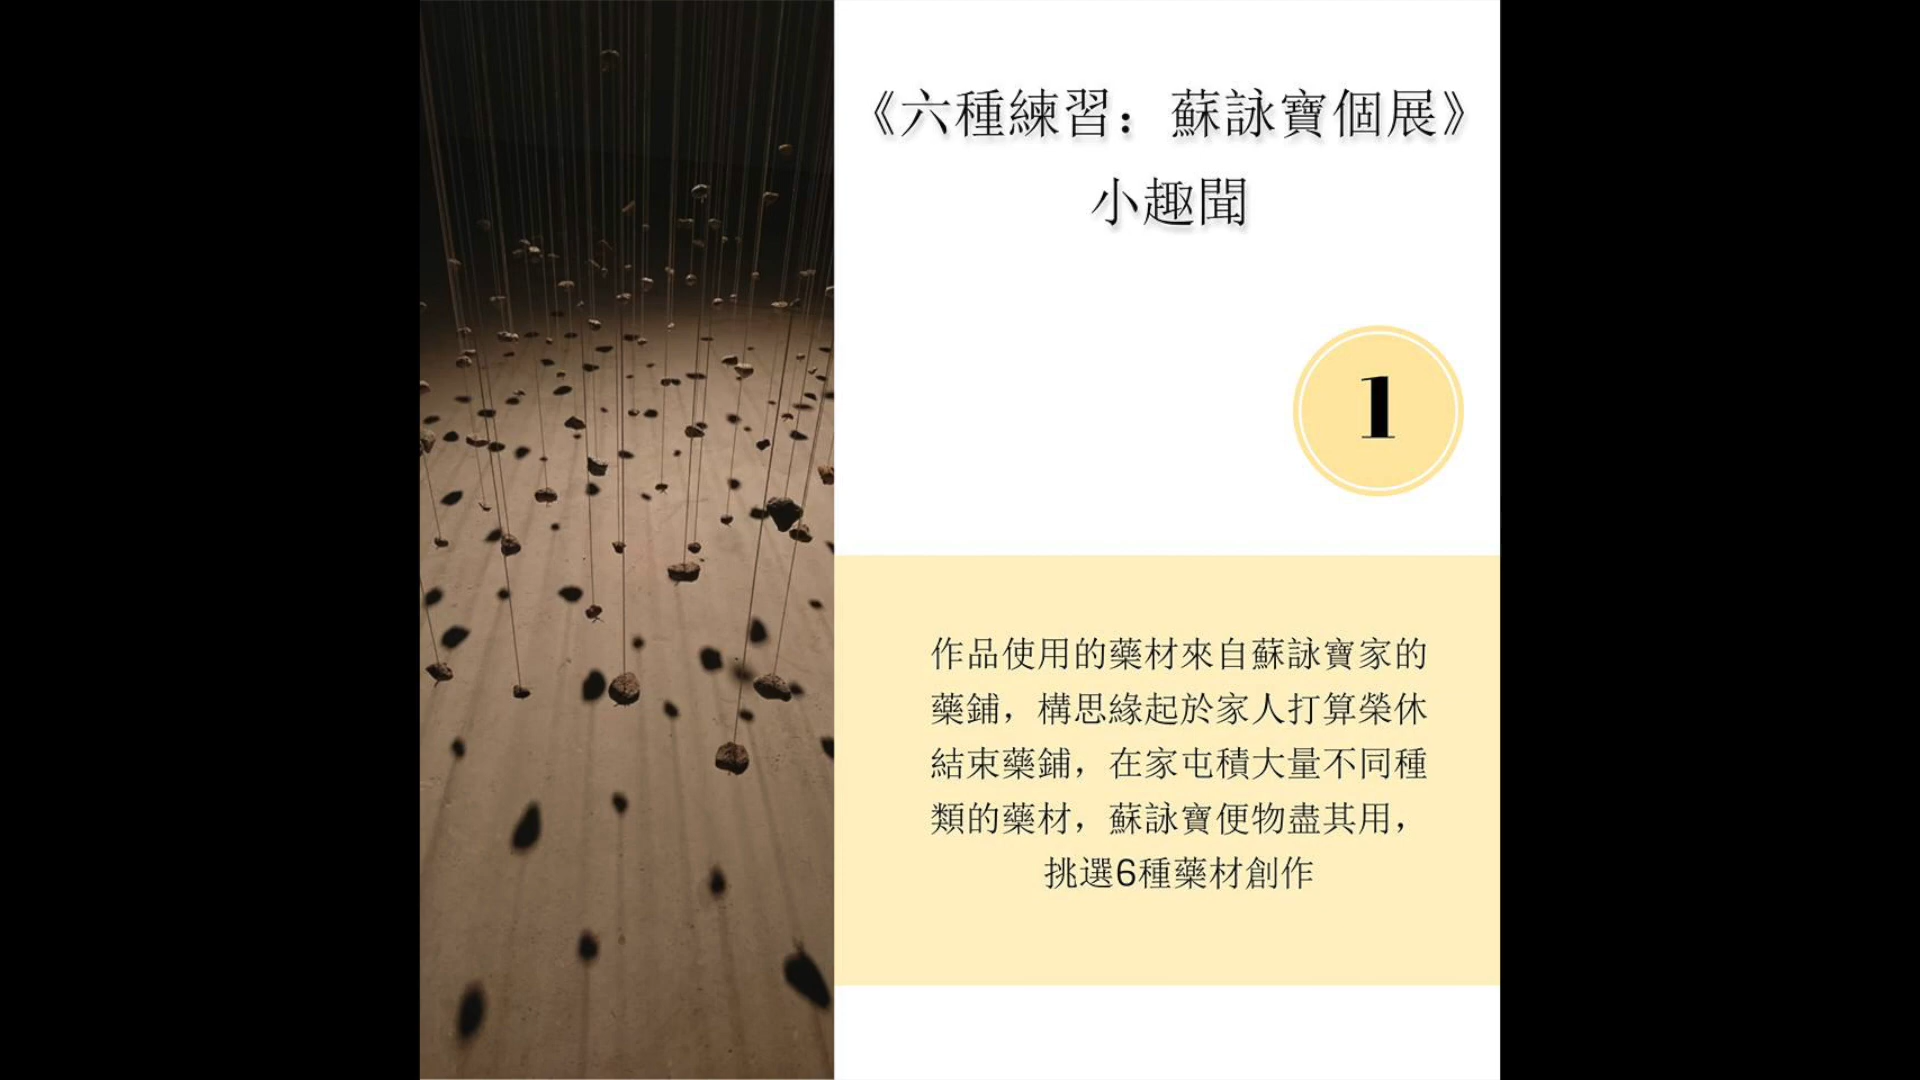 《六種練習：蘇詠寶個展》
小趣聞
1
作品使用的藥材來自蘇詠寶家的
藥鋪，構思緣起於家人打算榮休
結束藥鋪，在家屯積大量不同種
類的藥材，蘇詠寶便物盡其用，
挑選6種藥材創作